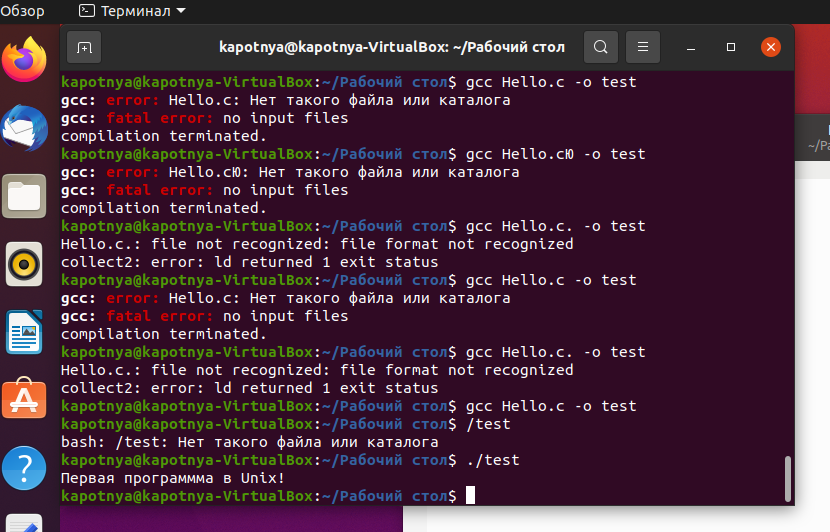 Обзор
Терминал
kapotnya@kapotnya-VirtualBox: ~/Рабочий стол
kapotnya@kapotnya-VirtualBox:~/Рабочий стол$ gcc Hello.c -o test
gcc: error: Hello.c: Нет такого файла или каталога
gcc: fatal error: no input files
compilation terminated.
kapotnya@kapotnya-VirtualBox:~/Рабочий стол$ gcc Hello.cЮ -o test
gcc: error: Hello.cЮ: Нет такого файла или каталога
gcc: fatal error: no input files
compilation terminated.
kapotnya@kapotnya-VirtualBox:~/Рабочий стол$ gcc Hello.c. -o test
Hello.c.: file not recognized: file format not recognized
collect2: error: ld returned 1 exit status
kapotnya@kapotnya-VirtualBox:~/Рабочий стол$ gcc Hello.c -o test
gcc: error: Hello.c: Нет такого файла или каталога
gcc: fatal error: no input files
compilation terminated.
kapotnya@kapotnya-VirtualBox:~/Рабочий стол$ gcc Hello.c. -o test
Hello.c.: file not recognized: file format not recognized
collect2: error: ld returned 1 exit status
kapotnya@kapotnya-VirtualBox:~/Рабочий стол$ gcc Hello.c -o test
kapotnya@kapotnya-VirtualBox:~/Рабочий стол$ /test
bash: /test: Нет такого файла или каталога
kapotnya@kapotnya-VirtualBox:~/Рабочий стол$ ./test
Первая программма в Unix!
kapotnya@kapotnya-VirtualBox:~/Рабочий стол$